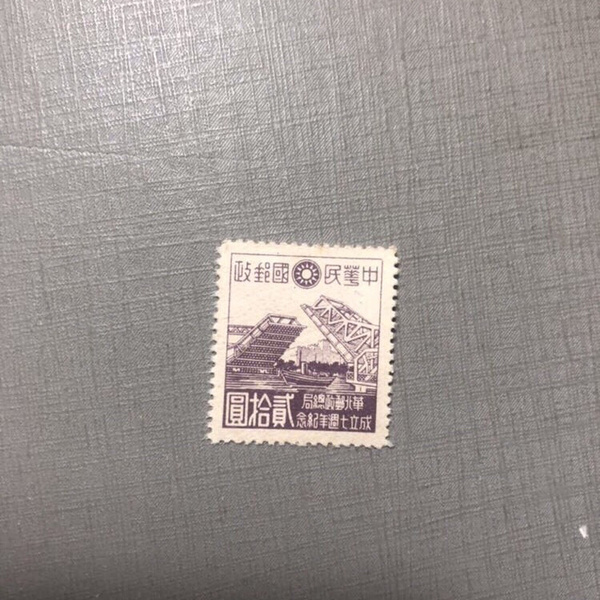 中華民國郵政
華北郵政總局
成立七週年紀念
貳拾圓